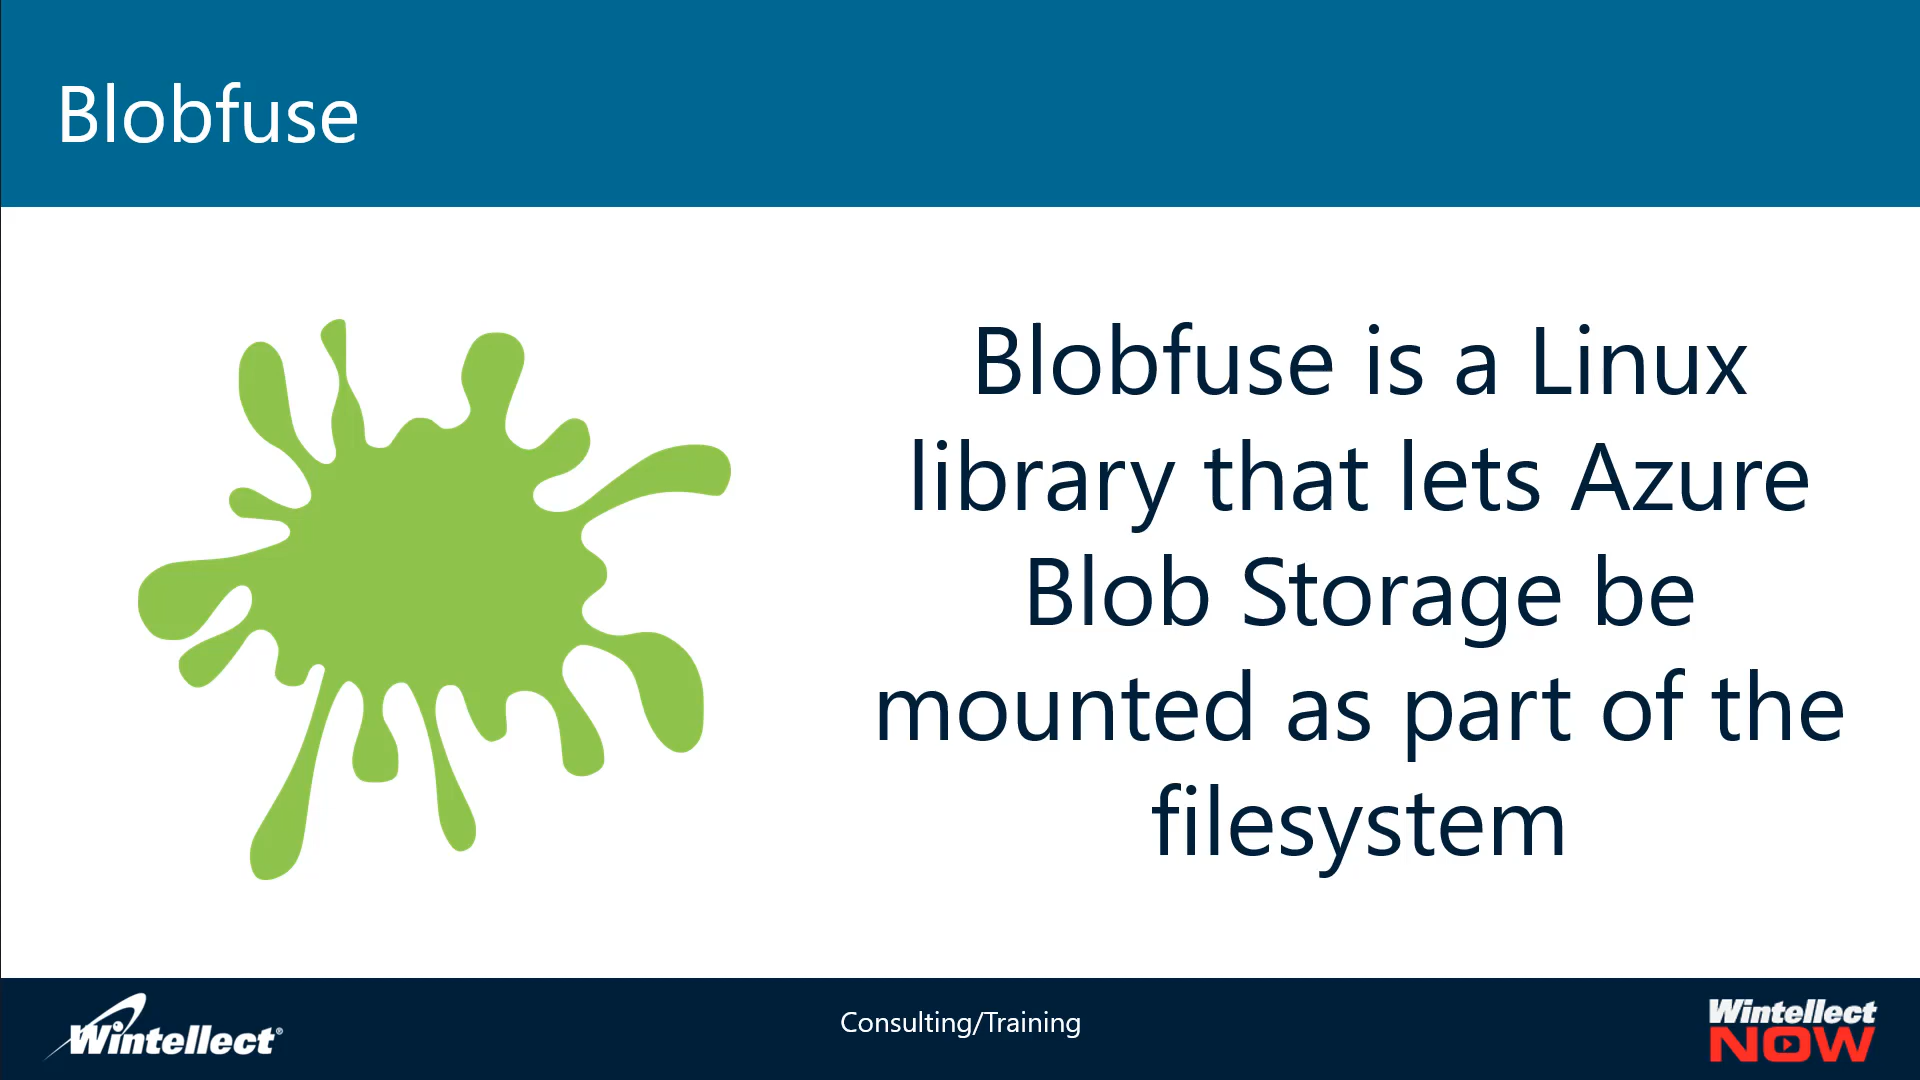 Blobfuse
Blobfuse is a Linux
library that lets Azure
Blob Storage be
mounted as part of the
filesystem
Wintellect®
Consulting/Training
Wintellect
NOW